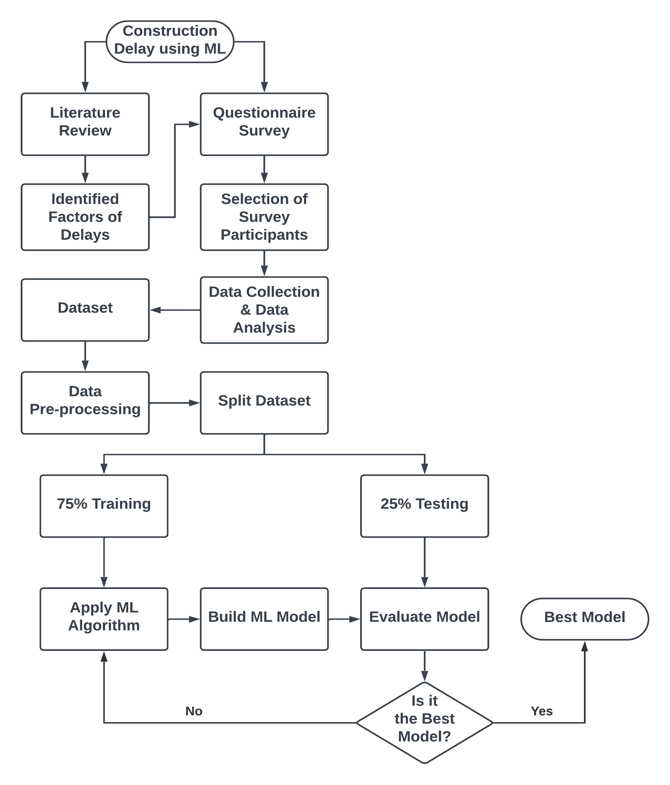 Construction
Delay using ML
Literature
Review
Questionnaire
Survey
Identified
Factors of
Delays
Selection of
Survey
Participants
Dataset
Data Collection
& Data
Analysis
Data
Pre-processing
Split Dataset
75% Training
25% Testing
Apply ML
Algorithm
Build ML Model
Evaluate Model
Best Model
Is it
the Best
Model?
No
Yes